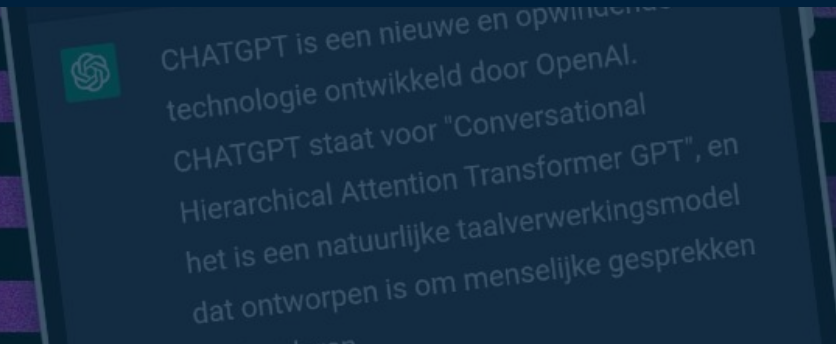 CHATGPT is een nieuwe en opwindende
technologie ontwikkeld door OpenAI.
CHATGPT staat voor "Conversational
Hierarchical Attention Transformer GPT", en
het is een natuurlijke taalverwerkingsmodel
dat ontworpen is om menselijke gesprekken